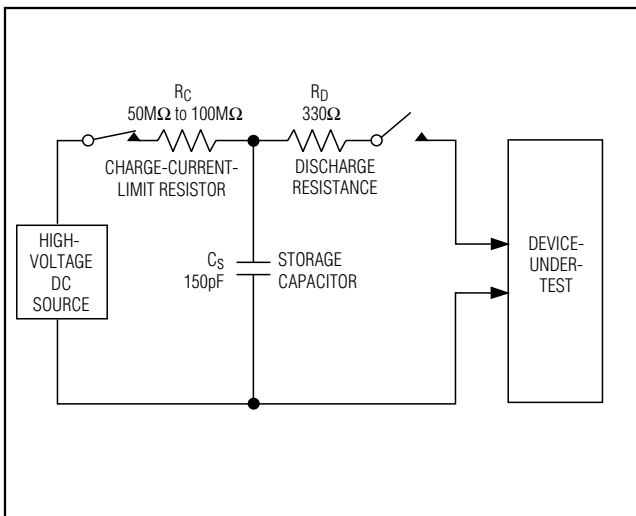 R_C
50MΩ to 100MΩ
CHARGE-CURRENT-
LIMIT RESISTOR
R_D
330Ω
DISCHARGE
RESISTANCE
HIGH-
VOLTAGE
DC
SOURCE
C_S
150pF
STORAGE
CAPACITOR
DEVICE-
UNDER-
TEST